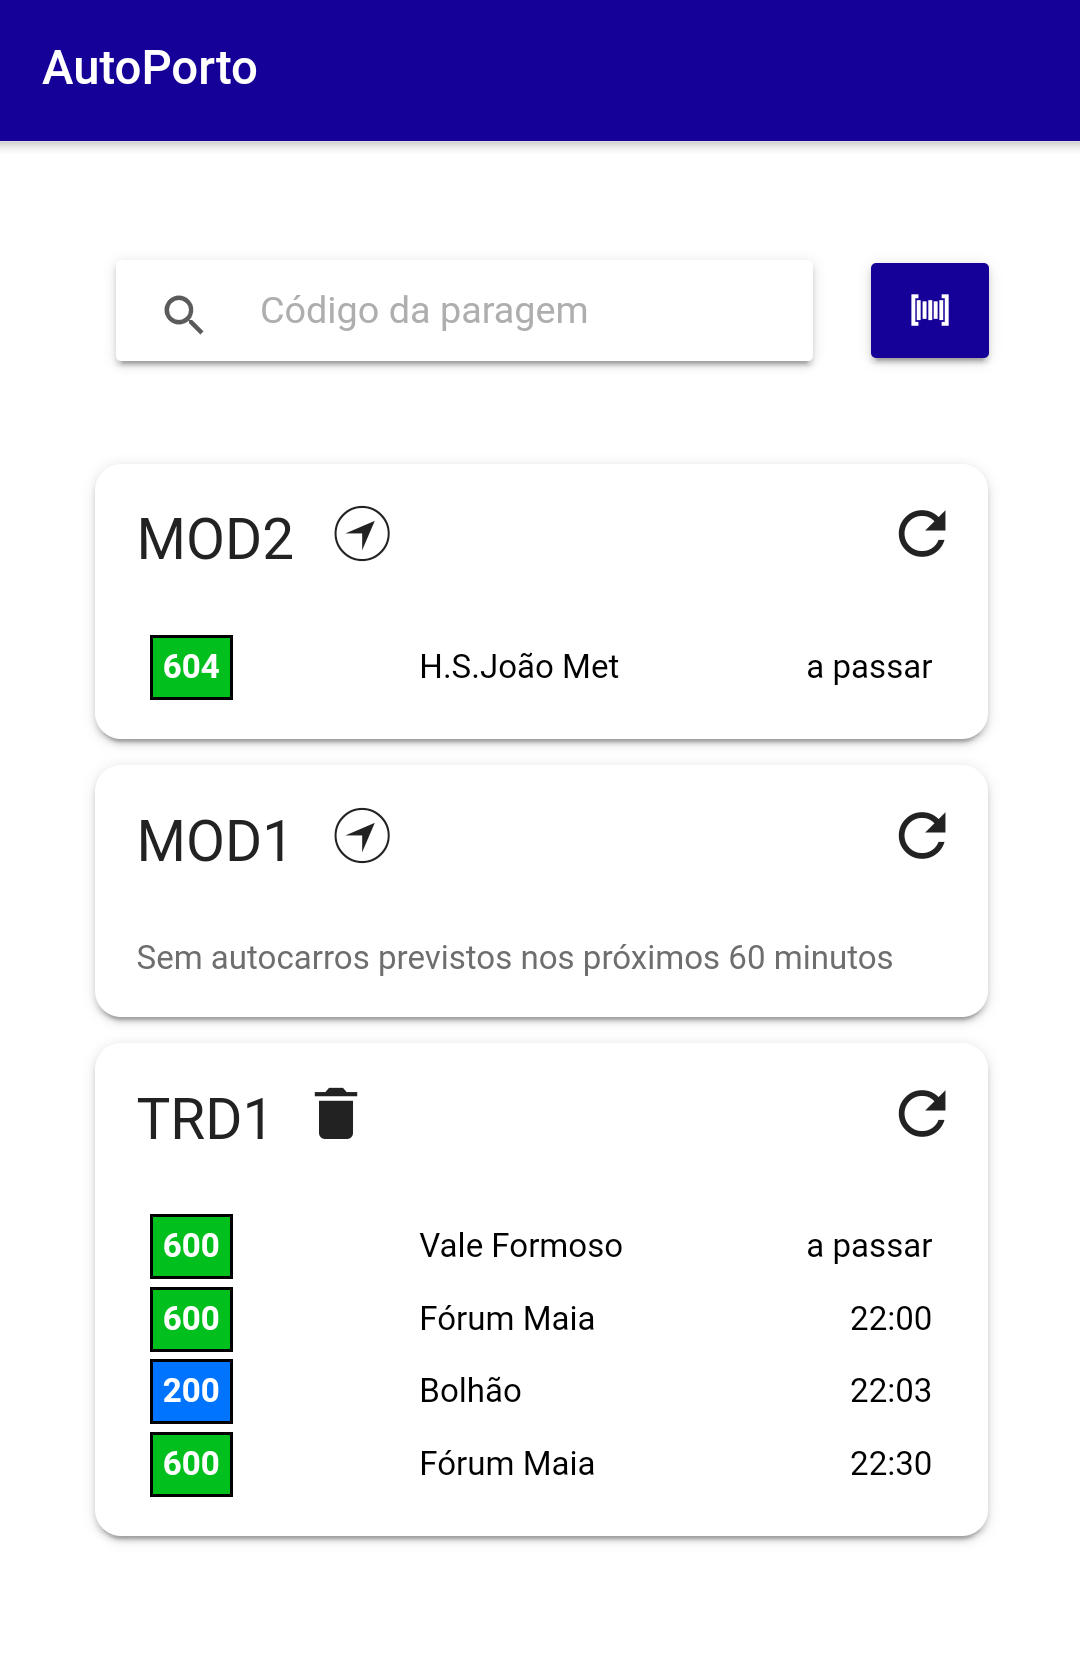 AutoPorto
Código da paragem
MOD2
604 H.S.João Met a passar
MOD1
Sem autocarros previstos nos próximos 60 minutos
TRD1
600 Vale Formoso a passar
600 Fórum Maia 22:00
200 Bolhão 22:03
600 Fórum Maia 22:30